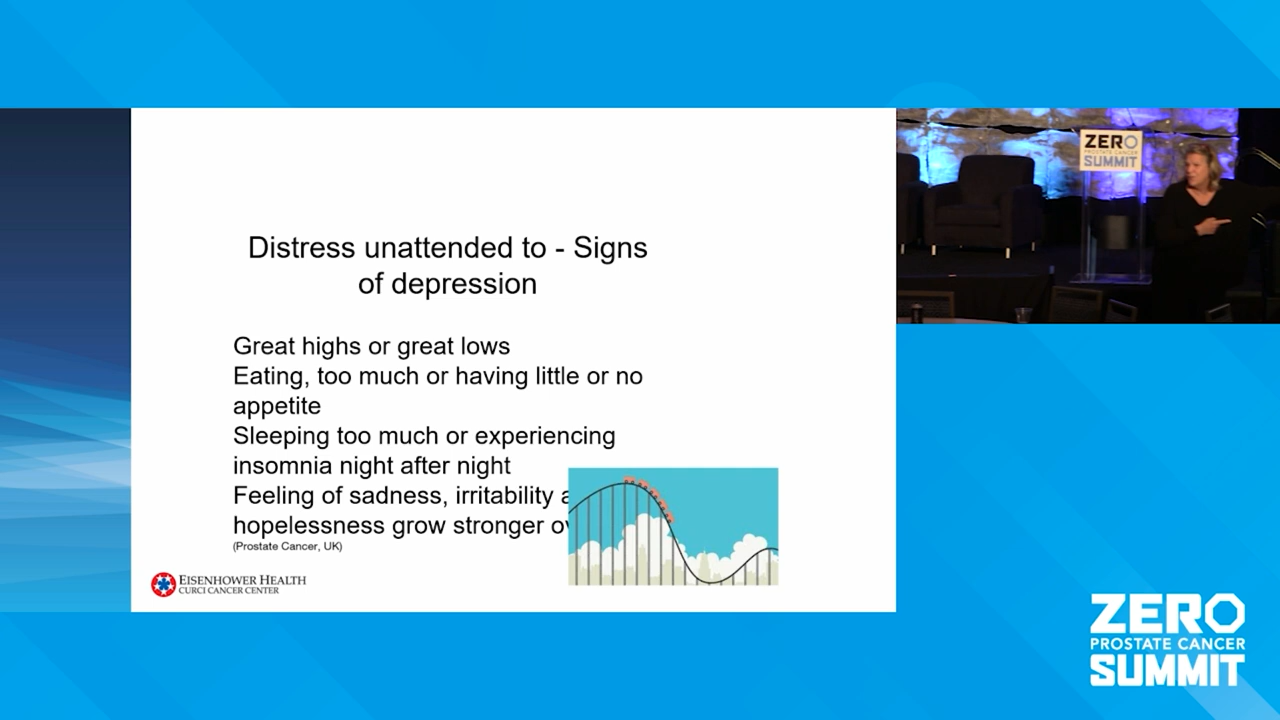 Distress unattended to - Signs
of depression
Great highs or great lows
Eating, too much or having little or no
appetite
Sleeping too much or experiencing
insomnia night after night
Feeling of sadness, irritability
hopelessness grow stronger
(Prostate Cancer, UK)
EISENHOWER HEALTH
CURCI CANCER CENTER
ZERO
PROSTATE CANCER
SUMMIT
ZERO
PROSTATE CANCER
SUMMIT